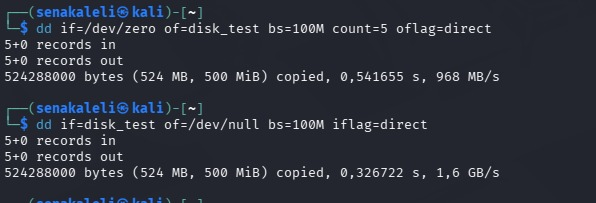 ┌──(senakaleli㉿kali)-[~]
└─$ dd if=/dev/zero of=disk_test bs=100M count=5 oflag=direct
5+0 records in
5+0 records out
524288000 bytes (524 MB, 500 MiB) copied, 0,541655 s, 968 MB/s
┌──(senakaleli㉿kali)-[~]
└─$ dd if=disk_test of=/dev/null bs=100M iflag=direct
5+0 records in
5+0 records out
524288000 bytes (524 MB, 500 MiB) copied, 0,326722 s, 1,6 GB/s